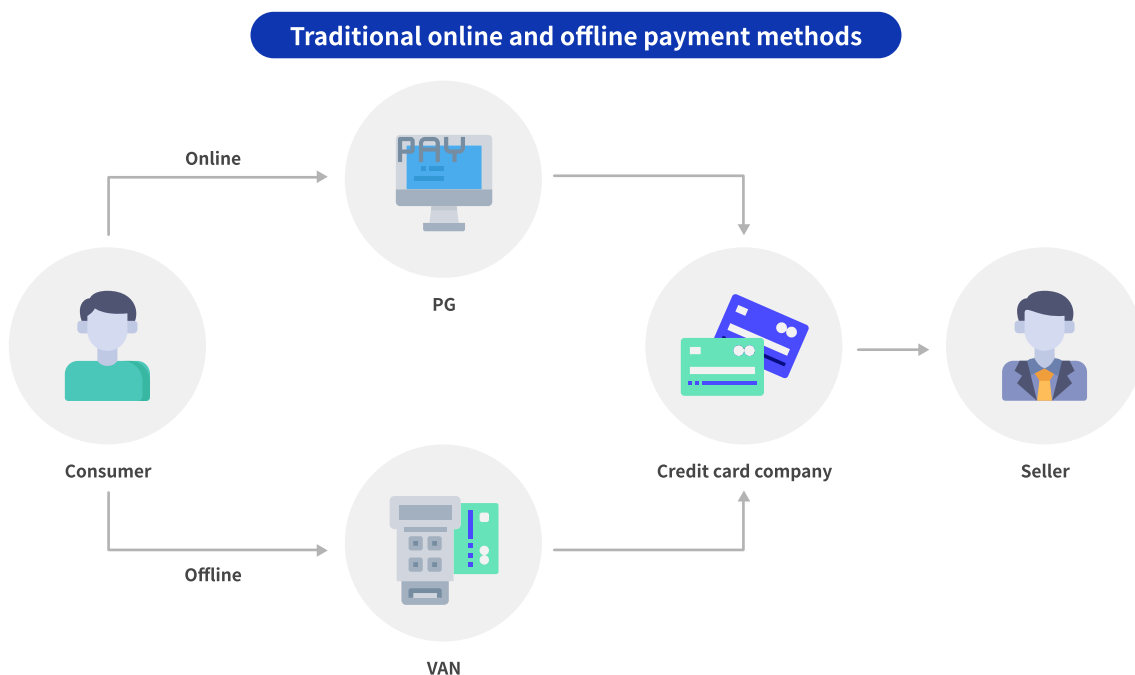 Traditional online and offline payment methods
Online
PAY
PG
Consumer
Credit card company
Seller
Offline
VAN